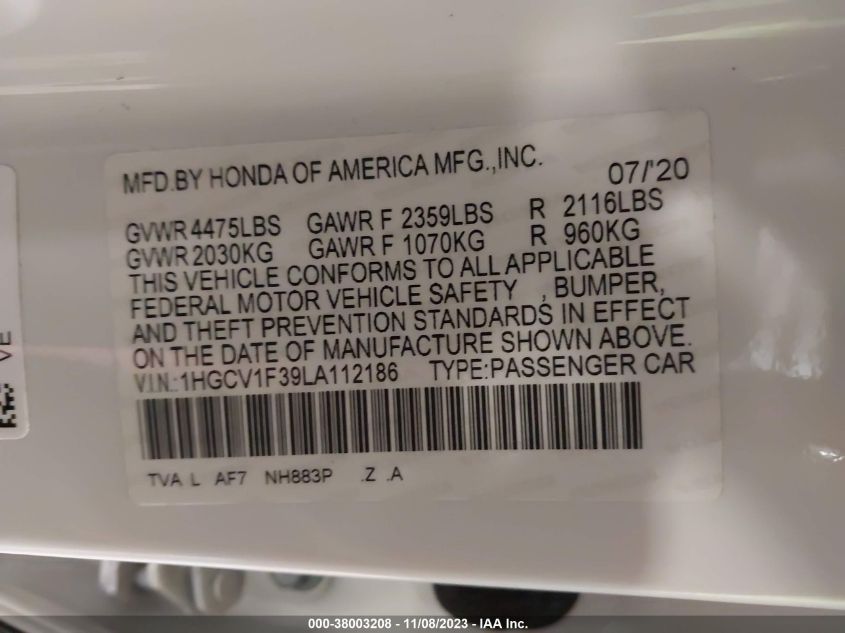 MFD.BY HONDA OF AMERICA MFG.,INC. 07/'20
GVWR 4475LBS GAWR F 2359LBS R 2116LBS
GVWR 2030KG GAWR F 1070KG R 960KG
THIS VEHICLE CONFORMS TO ALL APPLICABLE
FEDERAL MOTOR VEHICLE SAFETY , BUMPER,
AND THEFT PREVENTION STANDARDS IN EFFECT
ON THE DATE OF MANUFACTURE SHOWN ABOVE.
V.I.N.:1HGCV1F39LA112186 TYPE:PASSENGER CAR
TVA L AF7 NH883P .Z .A
VE
000-38003208 - 11/08/2023 - IAA Inc.